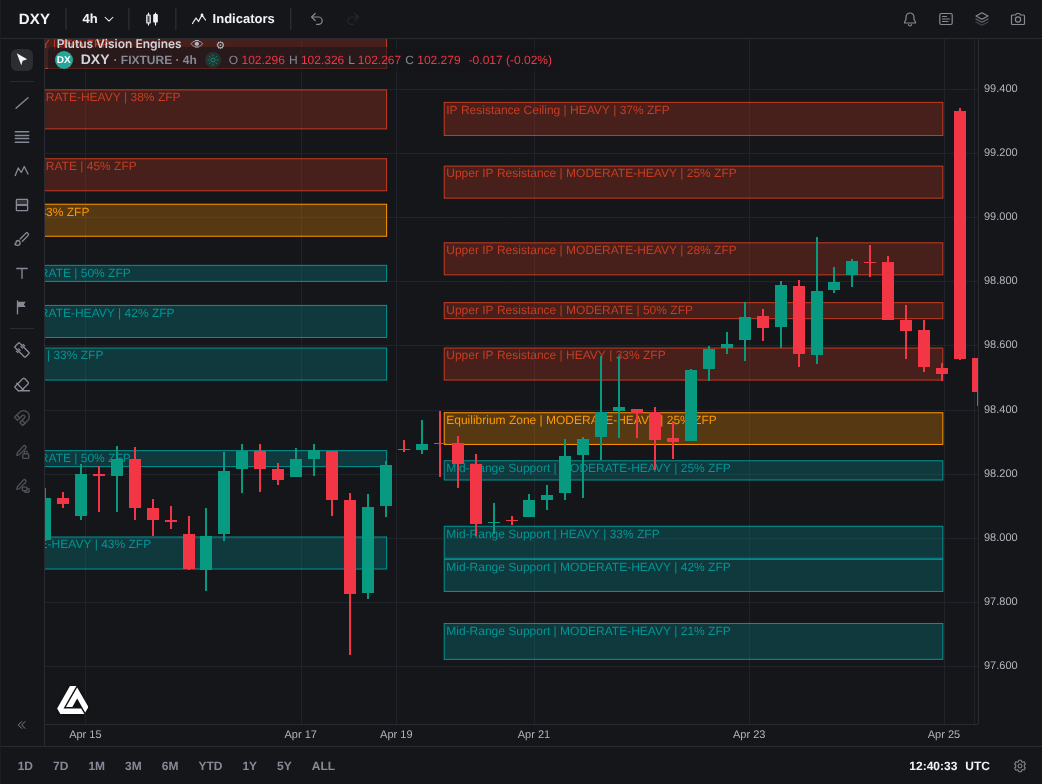 DXY 4h Indicators
Plutus Vision Engines
DX DXY · FIXTURE · 4h O 102.296 H 102.326 L 102.267 C 102.279 -0.017 (-0.02%)
RATE-HEAVY | 38% ZFP
RATE | 45% ZFP
3% ZFP
RATE | 50% ZFP
RATE-HEAVY | 42% ZFP
| 33% ZFP
RATE | 50% ZFP
-HEAVY | 43% ZFP
IP Resistance Ceiling | HEAVY | 37% ZFP
Upper IP Resistance | MODERATE-HEAVY | 25% ZFP
Upper IP Resistance | MODERATE-HEAVY | 28% ZFP
Upper IP Resistance | MODERATE | 50% ZFP
Upper IP Resistance | HEAVY | 33% ZFP
Equilibrium Zone | MODERATE-HEAVY | 25% ZFP
Mid-Range Support | MODERATE-HEAVY | 25% ZFP
Mid-Range Support | HEAVY | 33% ZFP
Mid-Range Support | MODERATE-HEAVY | 42% ZFP
Mid-Range Support | MODERATE-HEAVY | 21% ZFP
99.400
99.200
99.000
98.800
98.600
98.400
98.200
98.000
97.800
97.600
Apr 15 Apr 17 Apr 19 Apr 21 Apr 23 Apr 25
1D 7D 1M 3M 6M YTD 1Y 5Y ALL 12:40:33 UTC